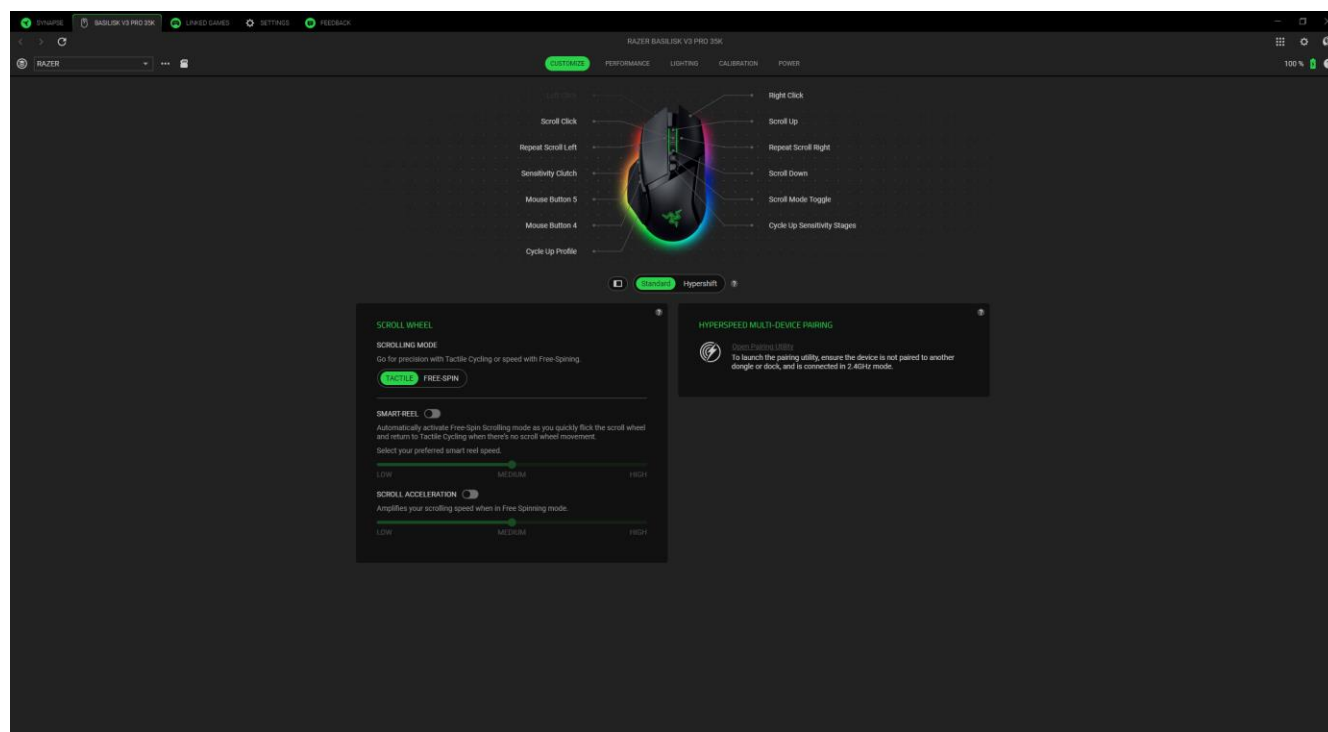 SYNAPSE BASILISK V3 PRO 35K LINKED GAMES SETTINGS FEEDBACK
RAZER BASILISK V3 PRO 35K
RAZER CUSTOMIZE PERFORMANCE LIGHTING CALIBRATION POWER 100 %
Left Click Right Click
Scroll Click Scroll Up
Repeat Scroll Left Repeat Scroll Right
Sensitivity Clutch Scroll Down
Mouse Button 5 Scroll Mode Toggle
Mouse Button 4 Cycle Up Sensitivity Stages
Cycle Up Profile
Standard Hypershift ?
SCROLL WHEEL
SCROLLING MODE
Go for precision with Tactile Cycling or speed with Free-Spining.
TACTILE FREE-SPIN
SMART-REEL
Automatically activate Free-Spin Scrolling mode as you quickly flick the scroll wheel
and return to Tactile Cycling when there's no scroll wheel movement.
Select your preferred smart reel speed.
LOW MEDIUM HIGH
SCROLL ACCELERATION
Amplifies your scrolling speed when in Free Spinning mode.
LOW MEDIUM HIGH
HYPERSPEED MULTI-DEVICE PAIRING
Open Pairing Utility
To launch the pairing utility, ensure the device is not paired to another
dongle or dock, and is connected in 2.4GHz mode.